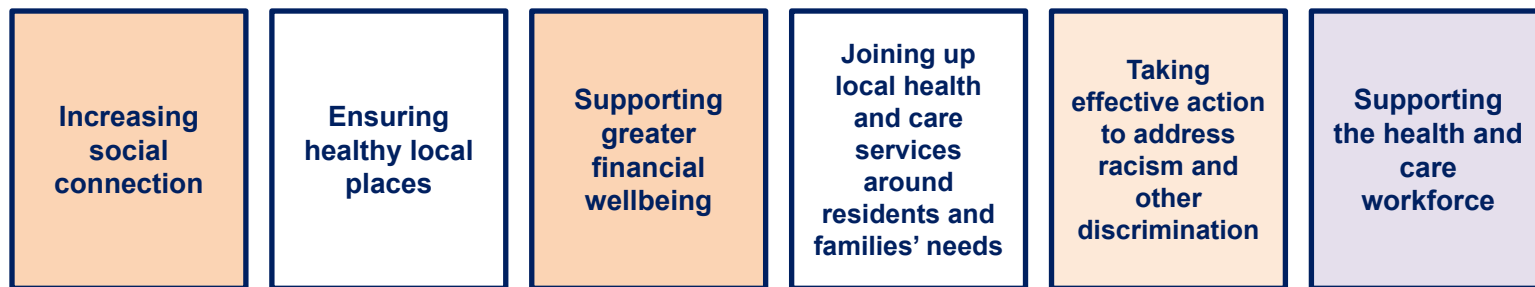 Increasing
social
connection
Ensuring
healthy local
places
Supporting
greater
financial
wellbeing
Joining up
local health
and care
services
around
residents and
families’ needs
Taking
effective action
to address
racism and
other
discrimination
Supporting
the health and
care
workforce